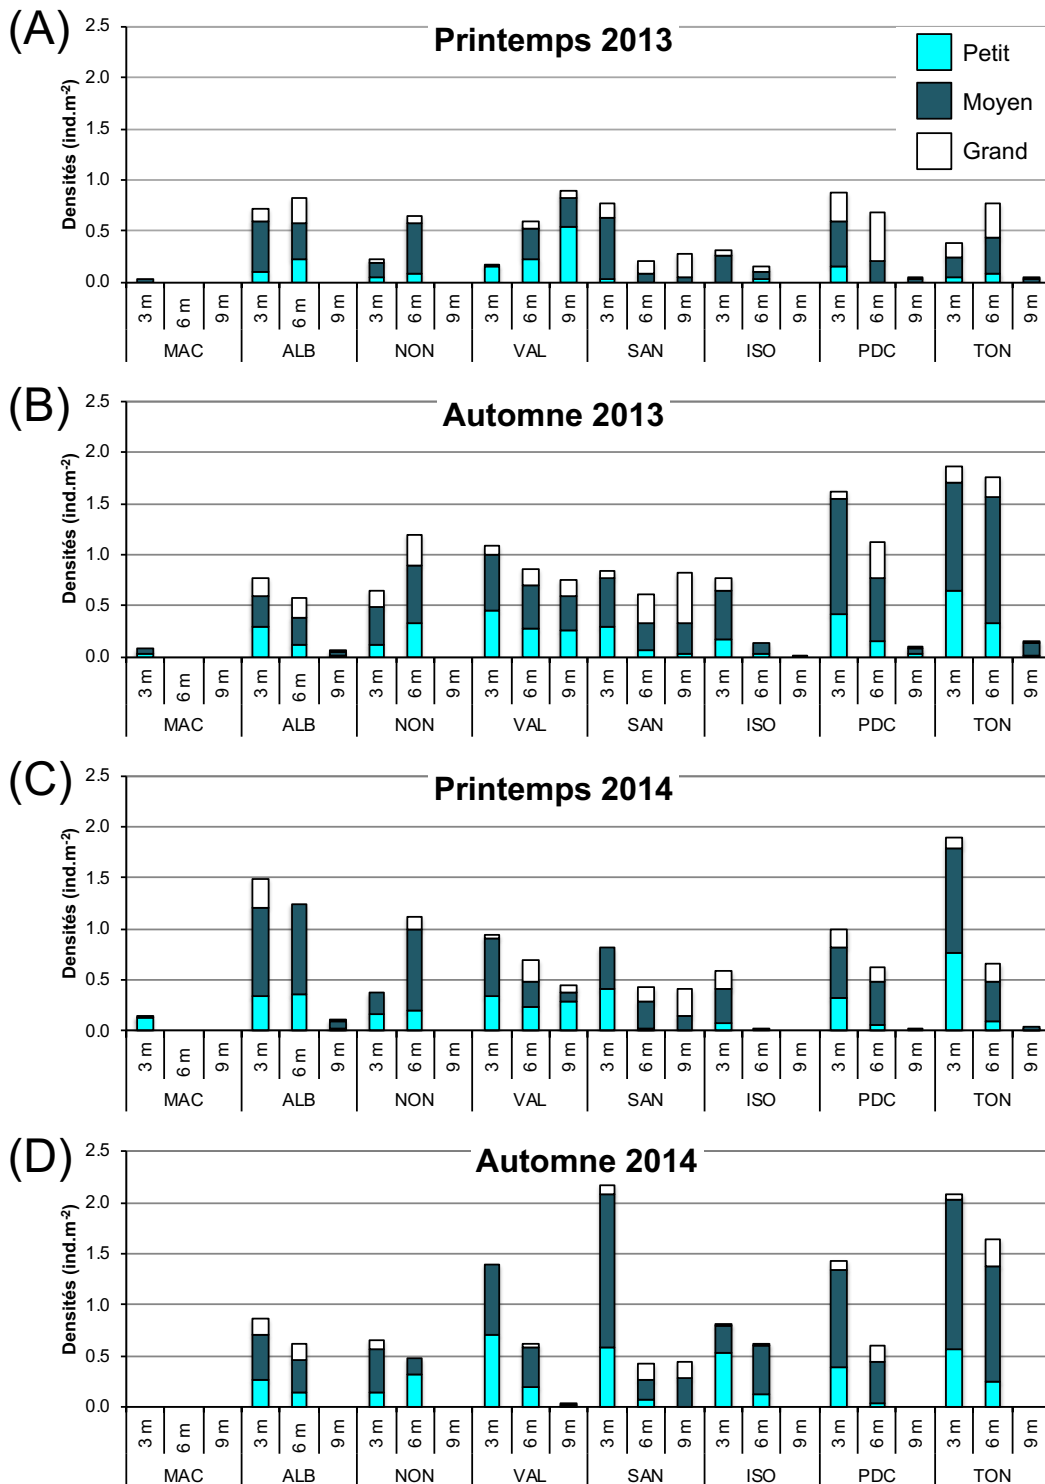 (A)
Printemps 2013
Petit
Moyen
Grand
Densités (ind.m-2)
2.5
2.0
1.5
1.0
0.5
0.0
3 m 6 m 9 m 3 m 6 m 9 m 3 m 6 m 9 m 3 m 6 m 9 m 3 m 6 m 9 m 3 m 6 m 9 m 3 m 6 m 9 m 3 m 6 m 9 m
MAC ALB NON VAL SAN ISO PDC TON
(B)
Automne 2013
Densités (ind.m-2)
2.5
2.0
1.5
1.0
0.5
0.0
3 m 6 m 9 m 3 m 6 m 9 m 3 m 6 m 9 m 3 m 6 m 9 m 3 m 6 m 9 m 3 m 6 m 9 m 3 m 6 m 9 m 3 m 6 m 9 m
MAC ALB NON VAL SAN ISO PDC TON
(C)
Printemps 2014
Densités (ind.m-2)
2.5
2.0
1.5
1.0
0.5
0.0
3 m 6 m 9 m 3 m 6 m 9 m 3 m 6 m 9 m 3 m 6 m 9 m 3 m 6 m 9 m 3 m 6 m 9 m 3 m 6 m 9 m 3 m 6 m 9 m
MAC ALB NON VAL SAN ISO PDC TON
(D)
Automne 2014
Densités (ind.m-2)
2.5
2.0
1.5
1.0
0.5
0.0
3 m 6 m 9 m 3 m 6 m 9 m 3 m 6 m 9 m 3 m 6 m 9 m 3 m 6 m 9 m 3 m 6 m 9 m 3 m 6 m 9 m 3 m 6 m 9 m
MAC ALB NON VAL SAN ISO PDC TON